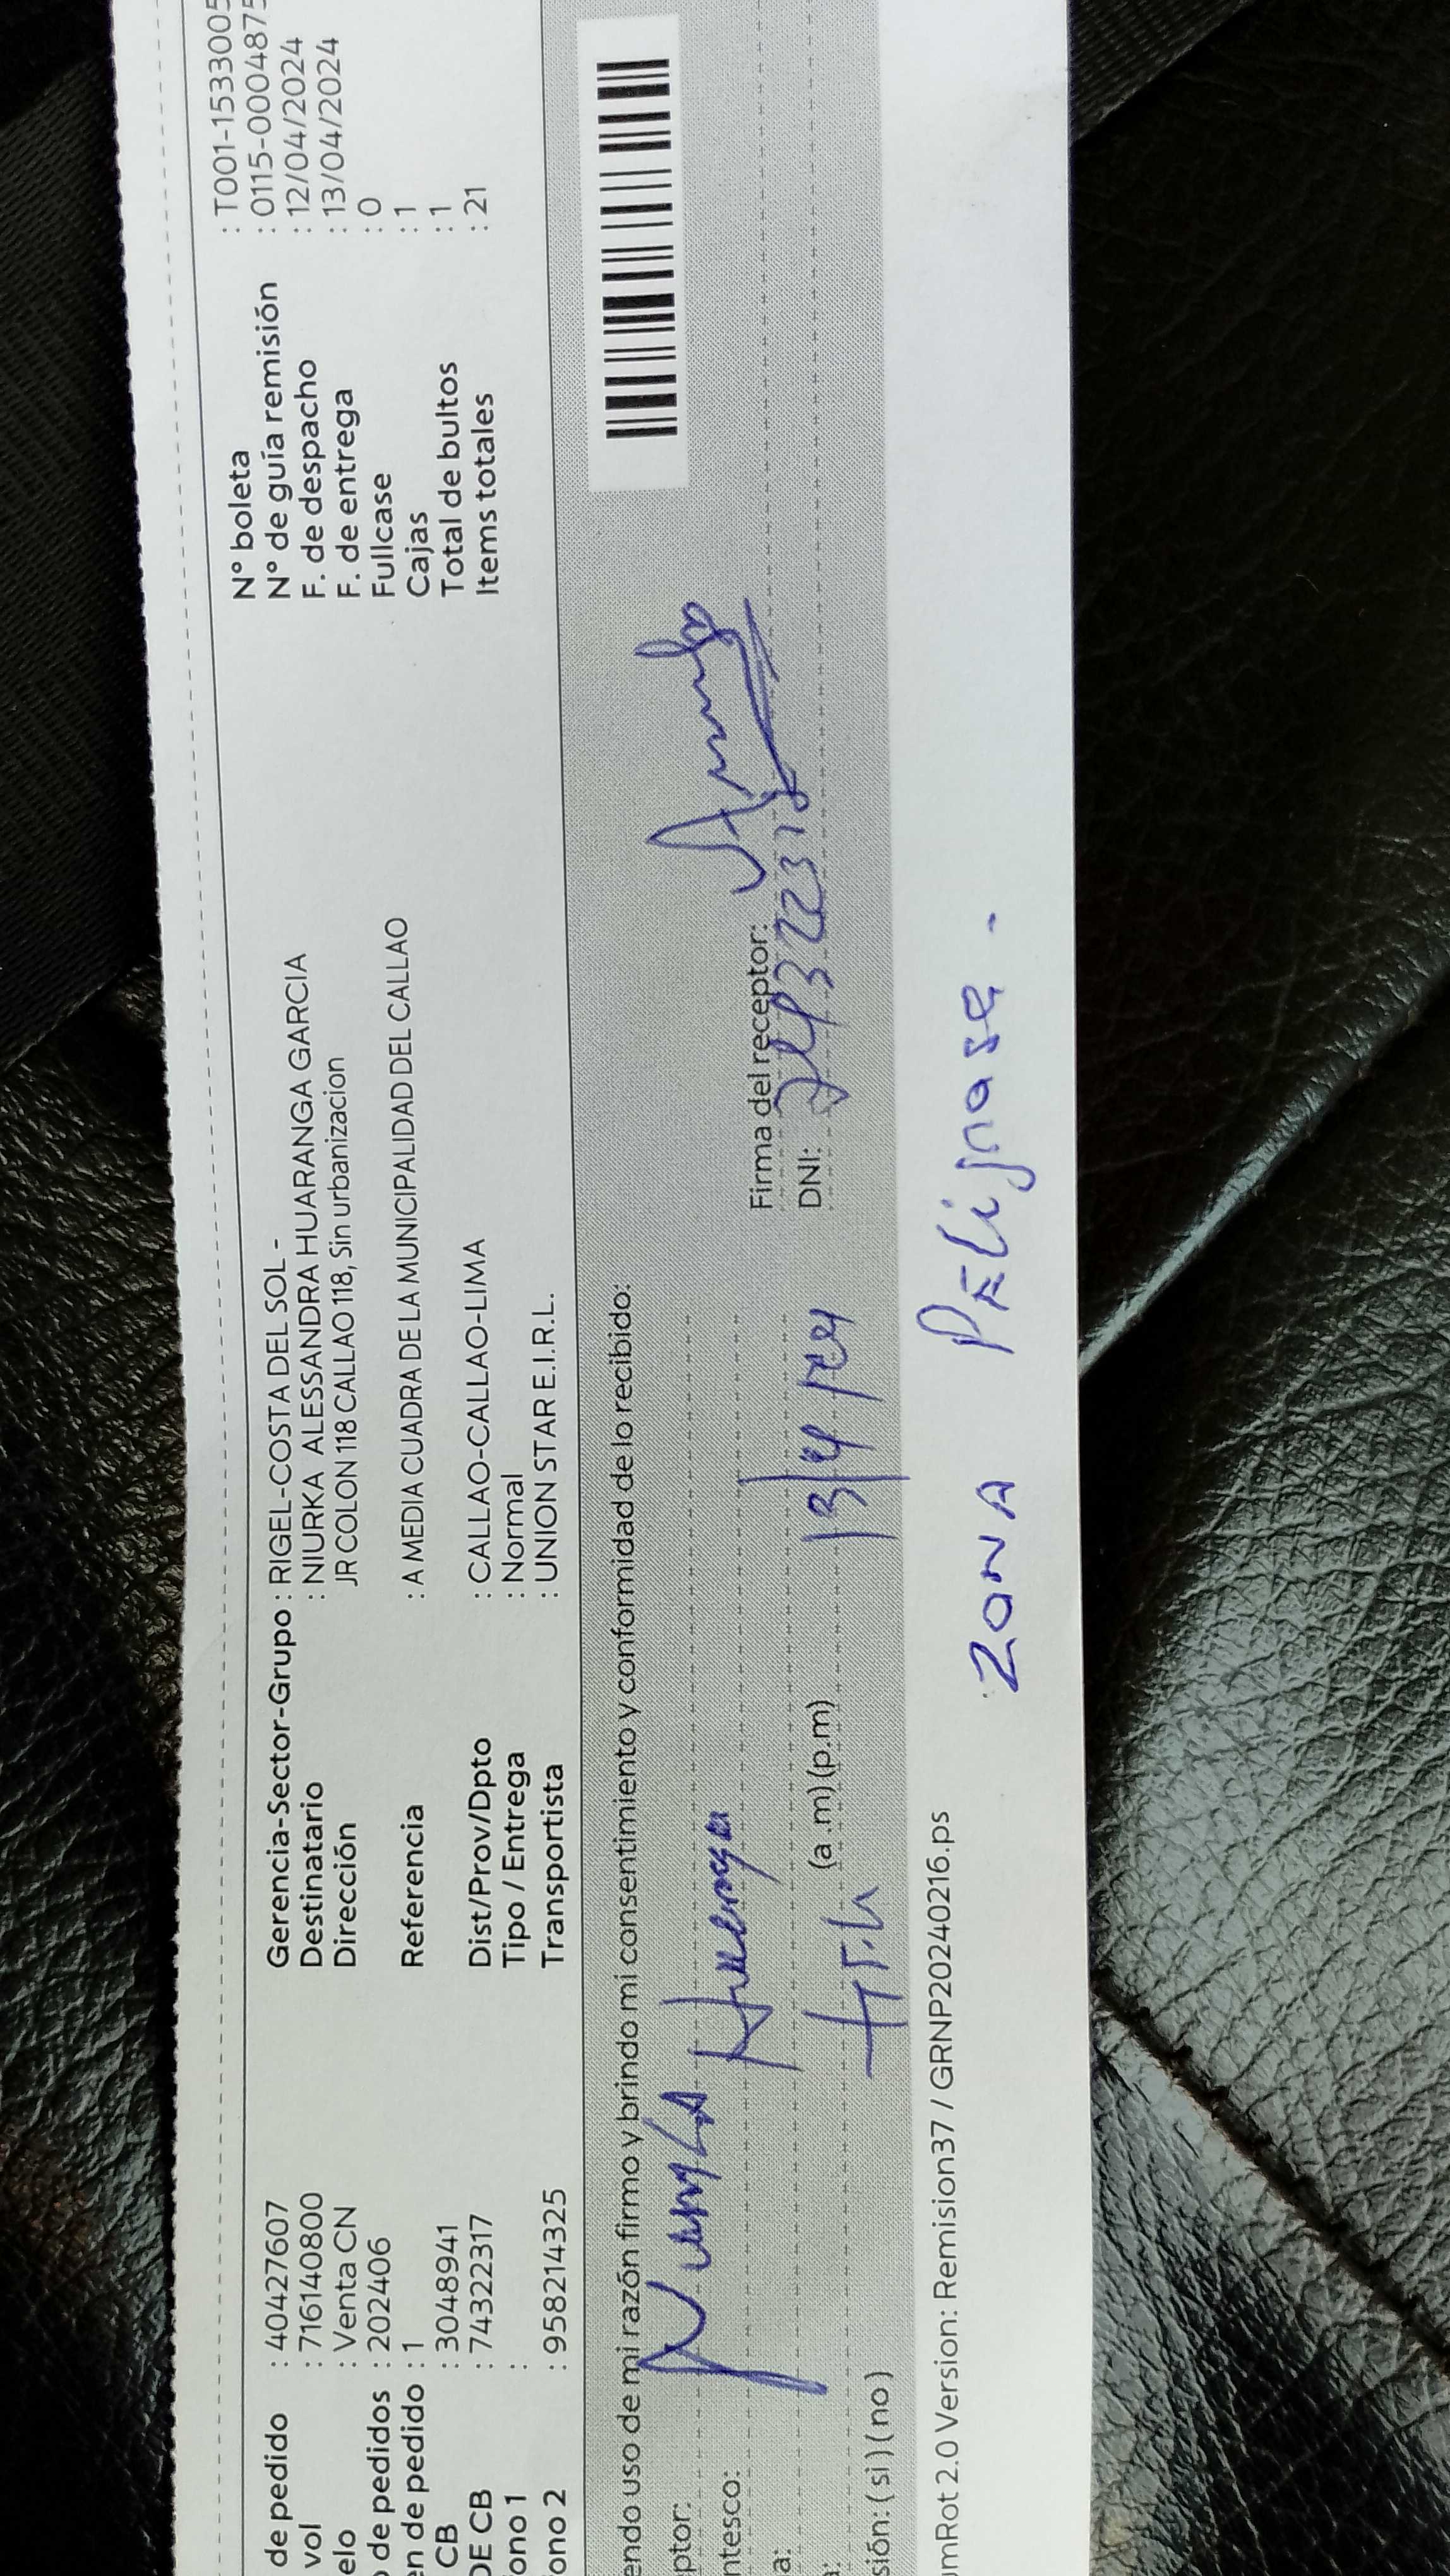 de pedido : 40427607
vol : 716140800
elo : Venta CN
de pedidos : 202406
en de pedido : 1
CB : 3048941
DE CB : 74322317
ono 1 :
ono 2 : 958214325
Gerencia-Sector-Grupo : RIGEL-COSTA DEL SOL -
Destinatario : NIURKA ALESSANDRA HUARANGA GARCIA
Dirección JR COLON 118 CALLAO 118, Sin urbanizacion
Referencia : A MEDIA CUADRA DE LA MUNICIPALIDAD DEL CALLAO
Dist/Prov/Dpto : CALLAO-CALLAO-LIMA
Tipo / Entrega : Normal
Transportista : UNION STAR E.I.R.L.
N° boleta : T001-1533005
N° de guía remisión : 0115-0004875
F. de despacho : 12/04/2024
F. de entrega : 13/04/2024
Fullcase : 0
Cajas : 1
Total de bultos : 1
Items totales : 21
endo uso de mi razón firmo y brindo mi consentimiento y conformidad de lo recibido:
ptor:
ntesco: Firma del receptor:
a: (a.m) (p.m) 13/4/24 DNI: 74322317
sión: ( si ) ( no )
mRot 2.0 Version: Remision37 / GRNP20240216.ps
ZONA Peligrosa -